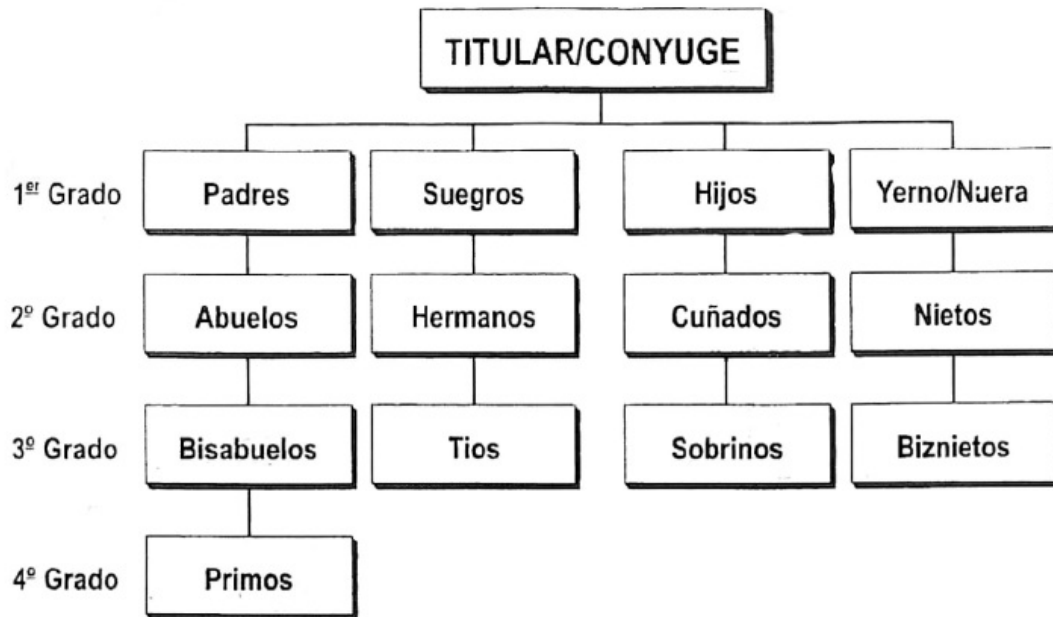 TITULAR/CONYUGE
1er Grado Padres Suegros Hijos Yerno/Nuera
2º Grado Abuelos Hermanos Cuñados Nietos
3º Grado Bisabuelos Tios Sobrinos Biznietos
4º Grado Primos